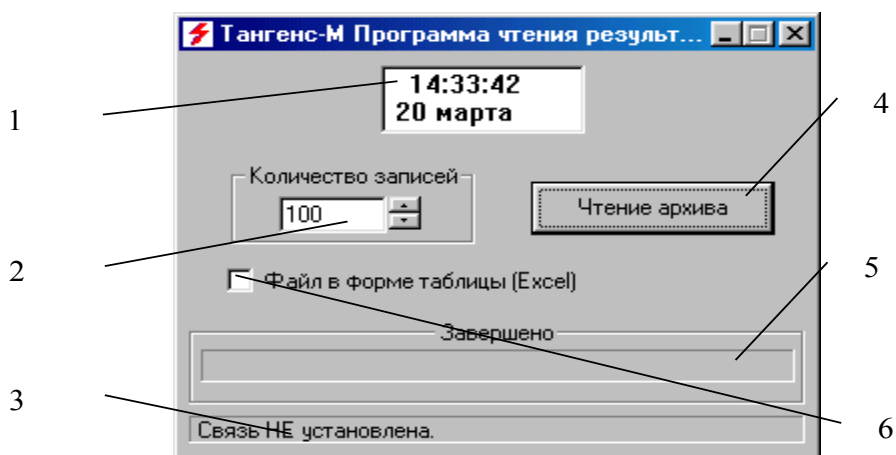 Тангенс-М Программа чтения результ...
14:33:42
20 марта
1
4
Количество записей
100
Чтение архива
2
Файл в форме таблицы (Excel)
5
Завершено
3
Связь НЕ установлена.
6